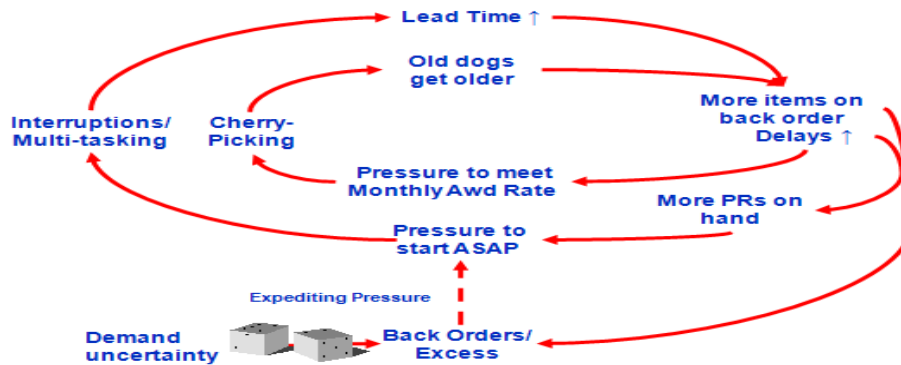 Lead Time ↑
Old dogs
get older
More items on
back order
Delays ↑
Interruptions/
Multi-tasking
Cherry-
Picking
Pressure to meet
Monthly Awd Rate
More PRs on
hand
Pressure to
start ASAP
Expediting Pressure
Demand
uncertainty
Back Orders/
Excess